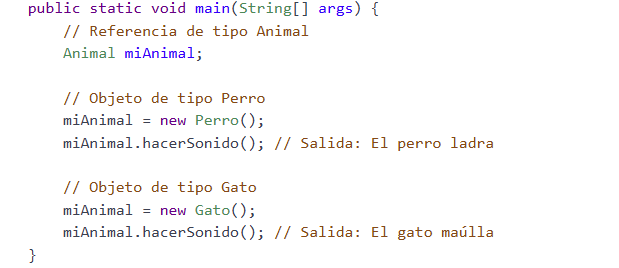 public static void main(String[] args) {
// Referencia de tipo Animal
Animal miAnimal;
// Objeto de tipo Perro
miAnimal = new Perro();
miAnimal.hacerSonido(); // Salida: El perro ladra
// Objeto de tipo Gato
miAnimal = new Gato();
miAnimal.hacerSonido(); // Salida: El gato maúlla
}